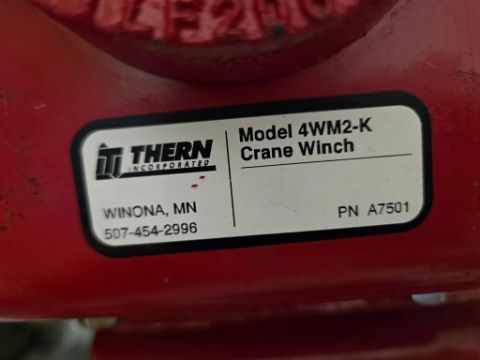 THERN
INCORPORATED
WINONA, MN
507-454-2996
Model 4WM2-K
Crane Winch
PN A7501